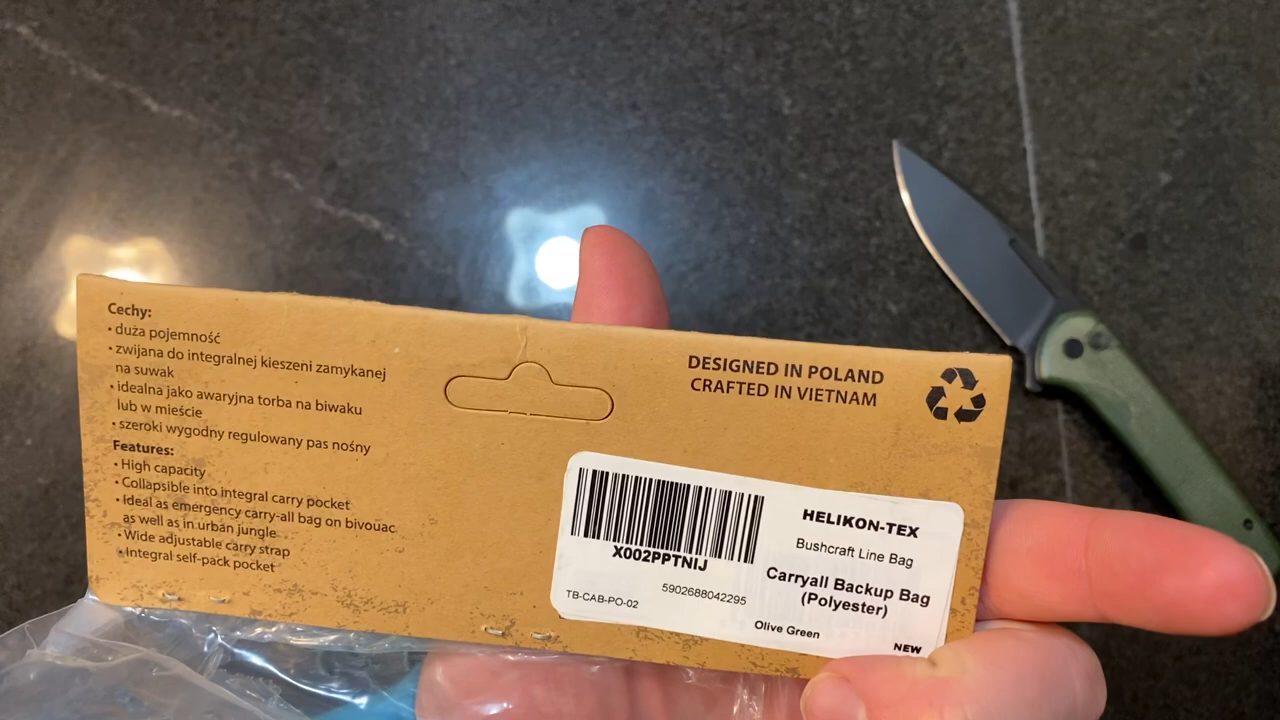 Cechy:
• duża pojemność
• zwijana do integralnej kieszeni zamykanej
na suwak
• idealna jako awaryjna torba na biwaku
lub w mieście
• szeroki wygodny regulowany pas nośny
Features:
• High capacity
• Collapsible into integral carry pocket
• Ideal as emergency carry-all bag on bivouac
as well as in urban jungle
• Wide adjustable carry strap
• Integral self-pack pocket
DESIGNED IN POLAND
CRAFTED IN VIETNAM
X002PPTNIJ
TB-CAB-PO-02
5902688042295
HELIKON-TEX
Bushcraft Line Bag
Carryall Backup Bag
(Polyester)
Olive Green
NEW